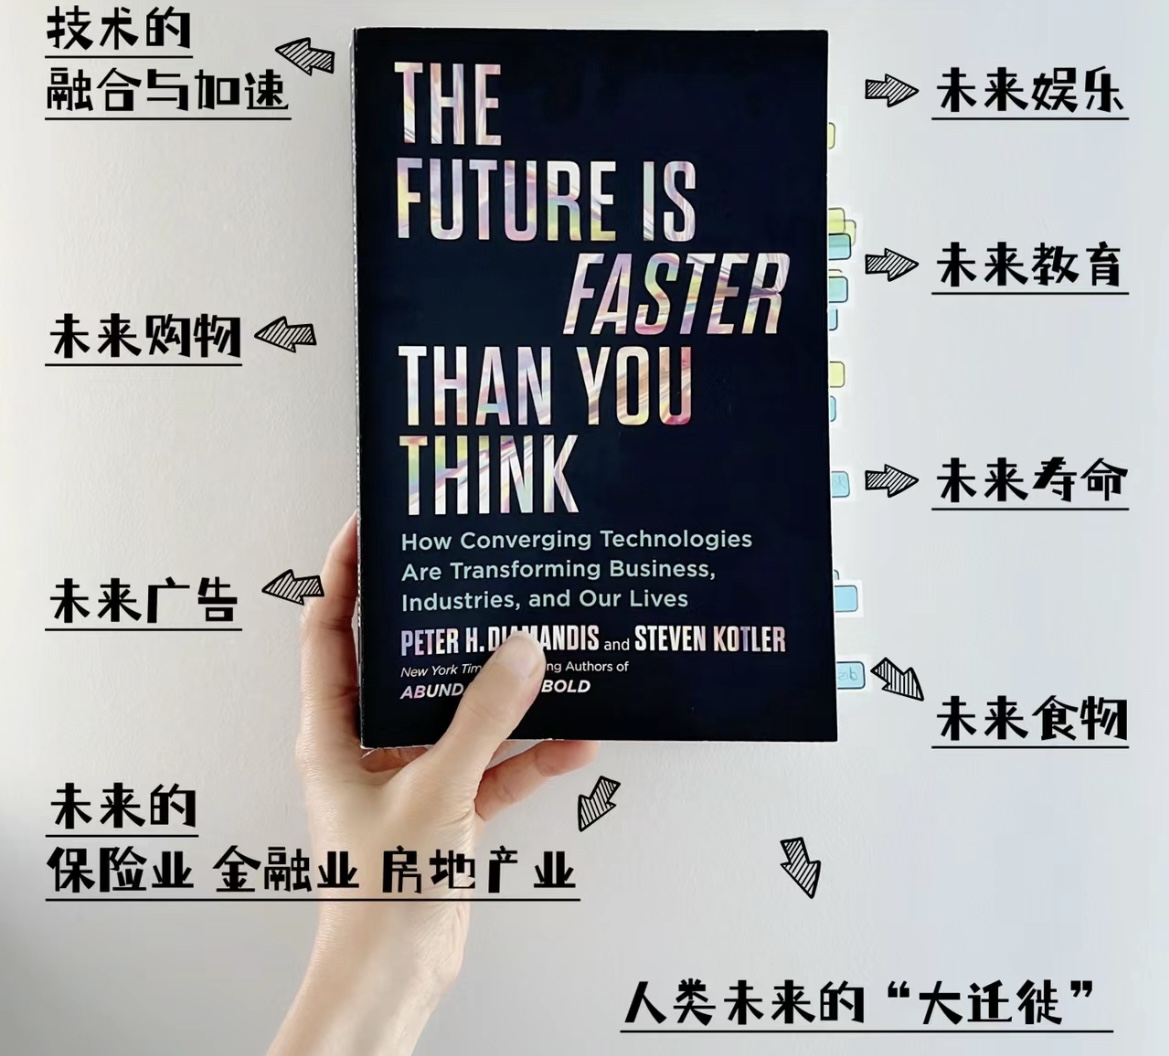 技术的
融合与加速
未来购物
未来广告
未来的
保险业 金融业 房地产业
THE
FUTURE IS
FASTER
THAN YOU
THINK
How Converging Technologies
Are Transforming Business,
Industries, and Our Lives
PETER H. DIAMANDIS and STEVEN KOTLER
New York Authors of
BOLD
未来娱乐
未来教育
未来寿命
未来食物
人类未来的“大迁徙”